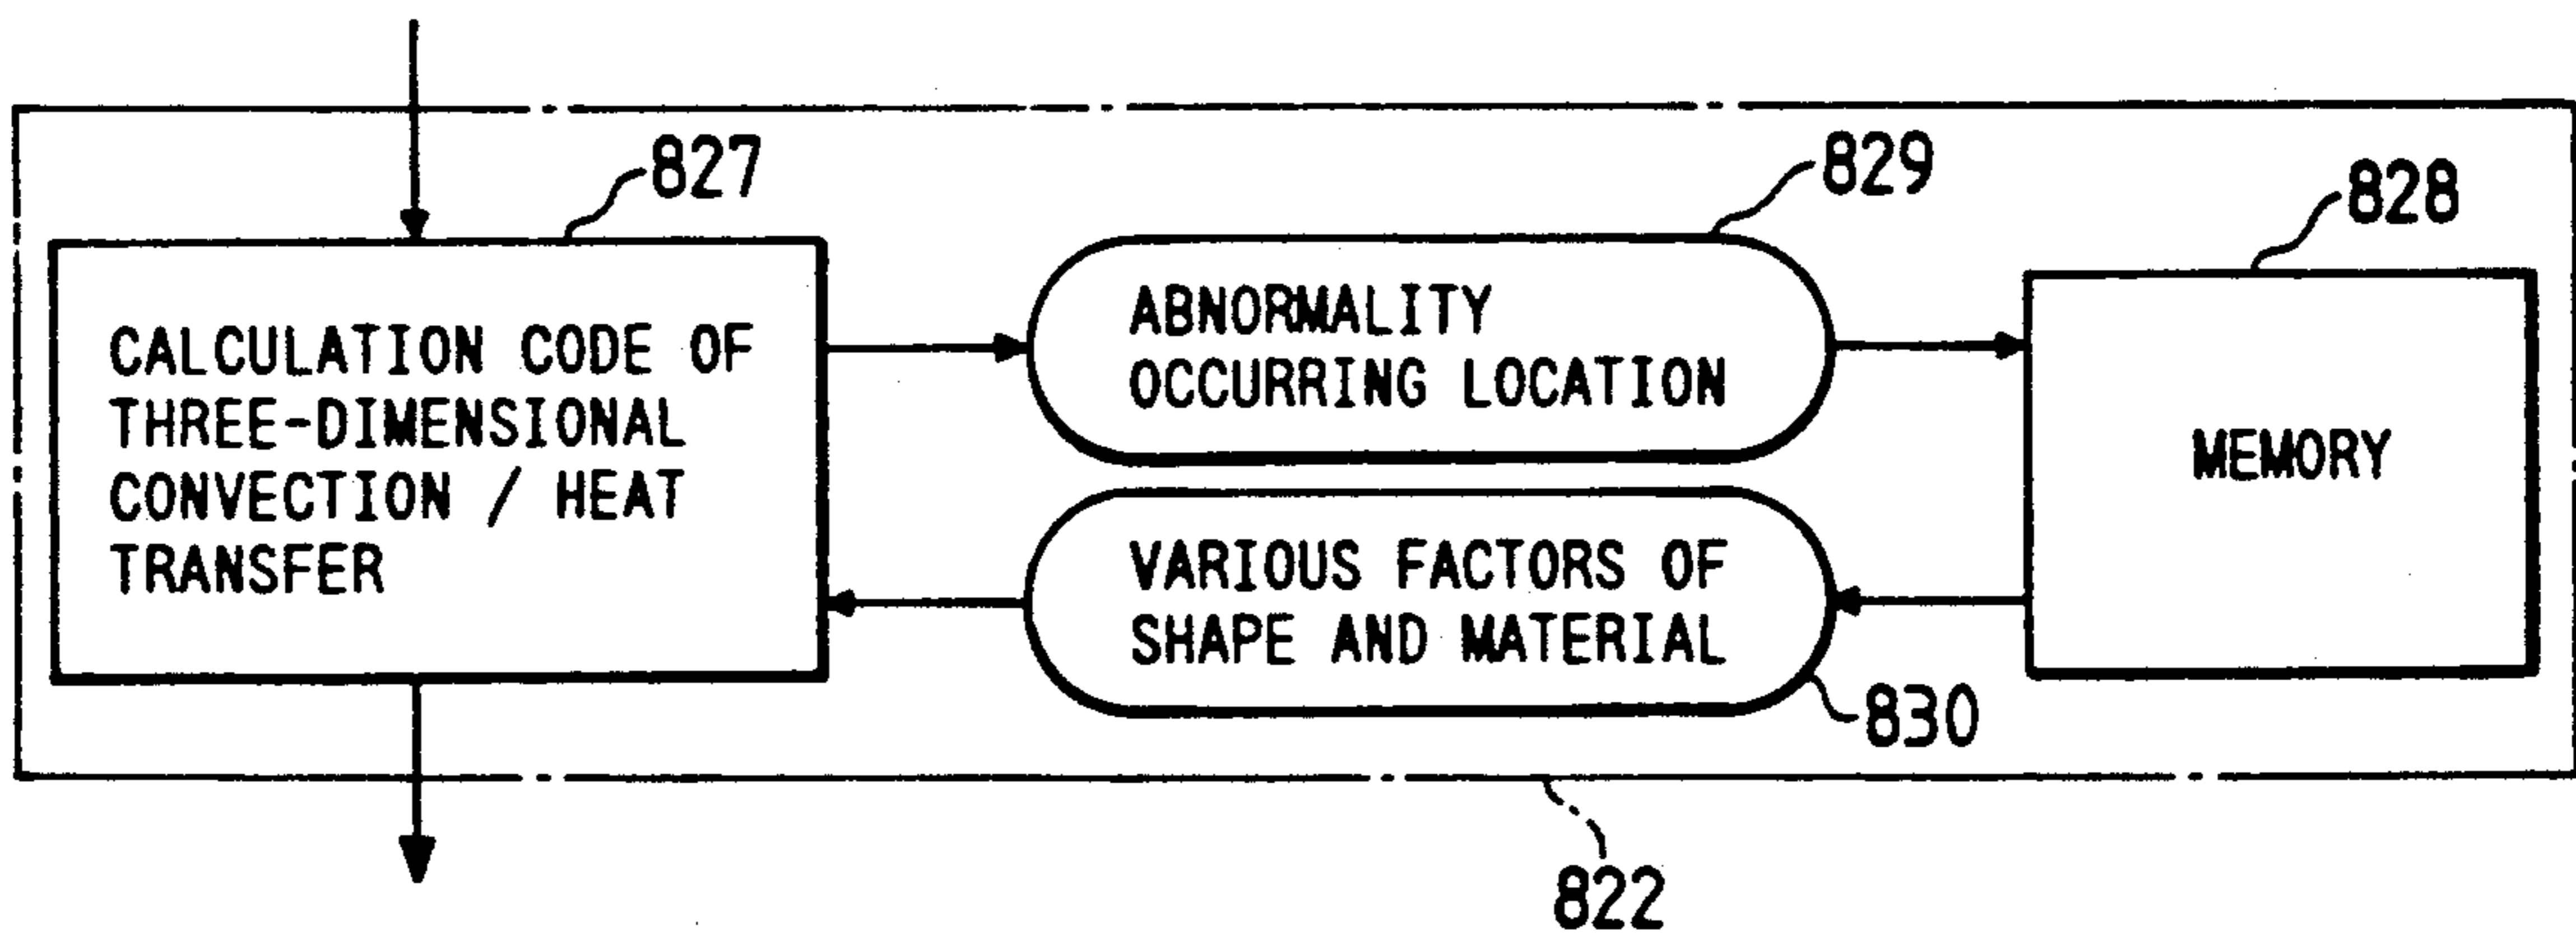 827
829
828
CALCULATION CODE OF
THREE-DIMENSIONAL
CONVECTION / HEAT
TRANSFER
ABNORMALITY
OCCURRING LOCATION
MEMORY
VARIOUS FACTORS OF
SHAPE AND MATERIAL
830
822